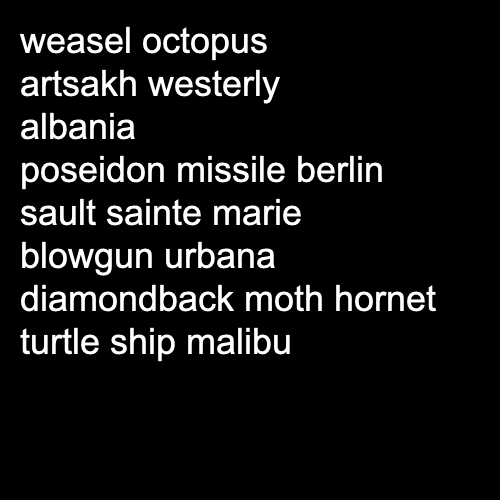 weasel octopus
artsakh westerly
albania
poseidon missile berlin
sault sainte marie
blowgun urbana
diamondback moth hornet
turtle ship malibu